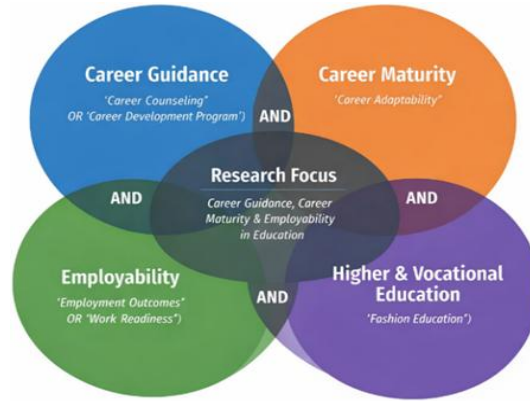 Career Guidance
'Career Counseling"
OR 'Career Development Program')
Career Maturity
'Career Adaptability"
AND
Research Focus
Career Guidance, Career
Maturity & Employability
in Education
AND
AND
Employability
'Employment Outcomes"
OR "Work Readiness")
AND
Higher & Vocational
Education
'Fashion Education")